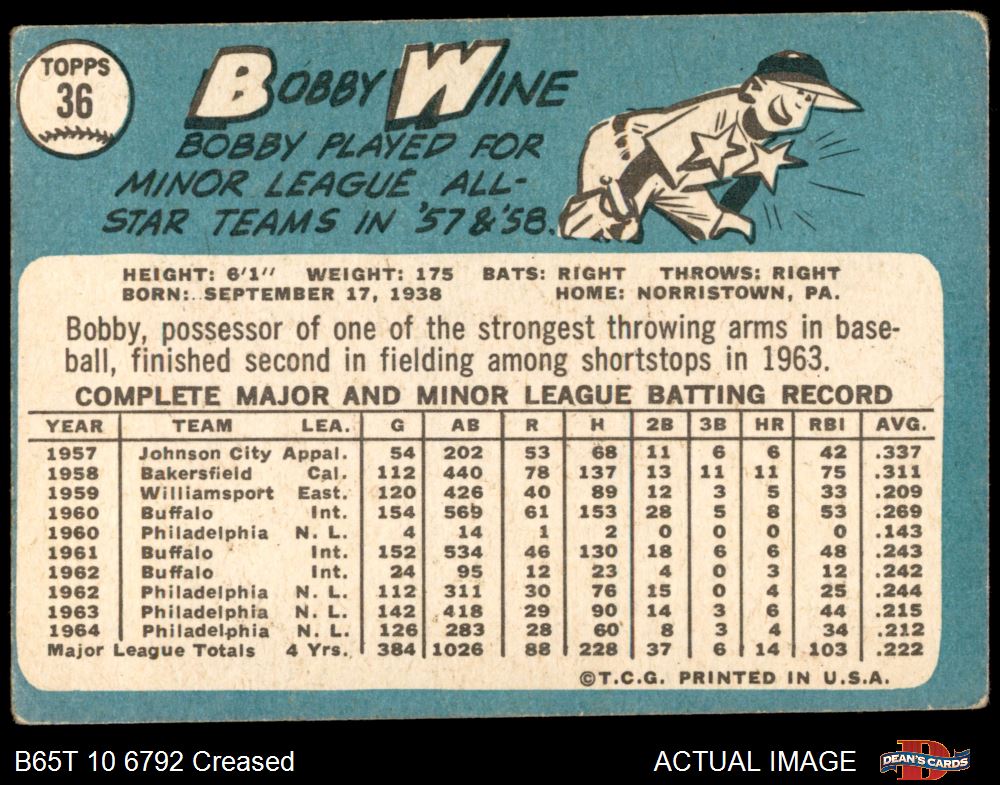 TOPPS
36
BOBBY WINE
BOBBY PLAYED FOR
MINOR LEAGUE ALL-
STAR TEAMS IN '57 & '58.
HEIGHT: 6'1" WEIGHT: 175 BATS: RIGHT THROWS: RIGHT
BORN: SEPTEMBER 17, 1938 HOME: NORRISTOWN, PA.
Bobby, possessor of one of the strongest throwing arms in base-
ball, finished second in fielding among shortstops in 1963.
COMPLETE MAJOR AND MINOR LEAGUE BATTING RECORD
YEAR TEAM LEA. G AB R H 2B 3B HR RBI AVG.
1957 Johnson City Appal. 54 202 53 68 11 6 6 42 .337
1958 Bakersfield Cal. 112 440 78 137 13 11 11 75 .311
1959 Williamsport East. 120 426 40 89 12 3 5 33 .209
1960 Buffalo Int. 154 569 61 153 28 5 8 53 .269
1960 Philadelphia N. L. 4 14 1 2 0 0 0 0 .143
1961 Buffalo Int. 152 534 46 130 18 6 6 48 .243
1962 Buffalo Int. 24 95 12 23 4 0 3 12 .242
1962 Philadelphia N. L. 112 311 30 76 15 0 4 25 .244
1963 Philadelphia N. L. 142 418 29 90 14 3 6 44 .215
1964 Philadelphia N. L. 126 283 28 60 8 3 4 34 .212
Major League Totals 4 Yrs. 384 1026 88 228 37 6 14 103 .222
©T.C.G. PRINTED IN U.S.A.
B65T 10 6792 Creased
ACTUAL IMAGE
D
DEAN'S CARDS